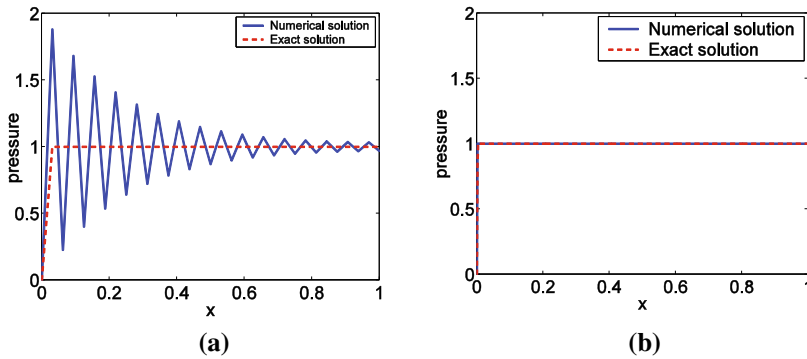 2
1.5
1
0.5
0
pressure
Numerical solution
Exact solution
0 0.2 0.4 0.6 0.8 1
x
(a)
2
1.5
1
0.5
0
pressure
Numerical solution
Exact solution
0 0.2 0.4 0.6 0.8 1
x
(b)